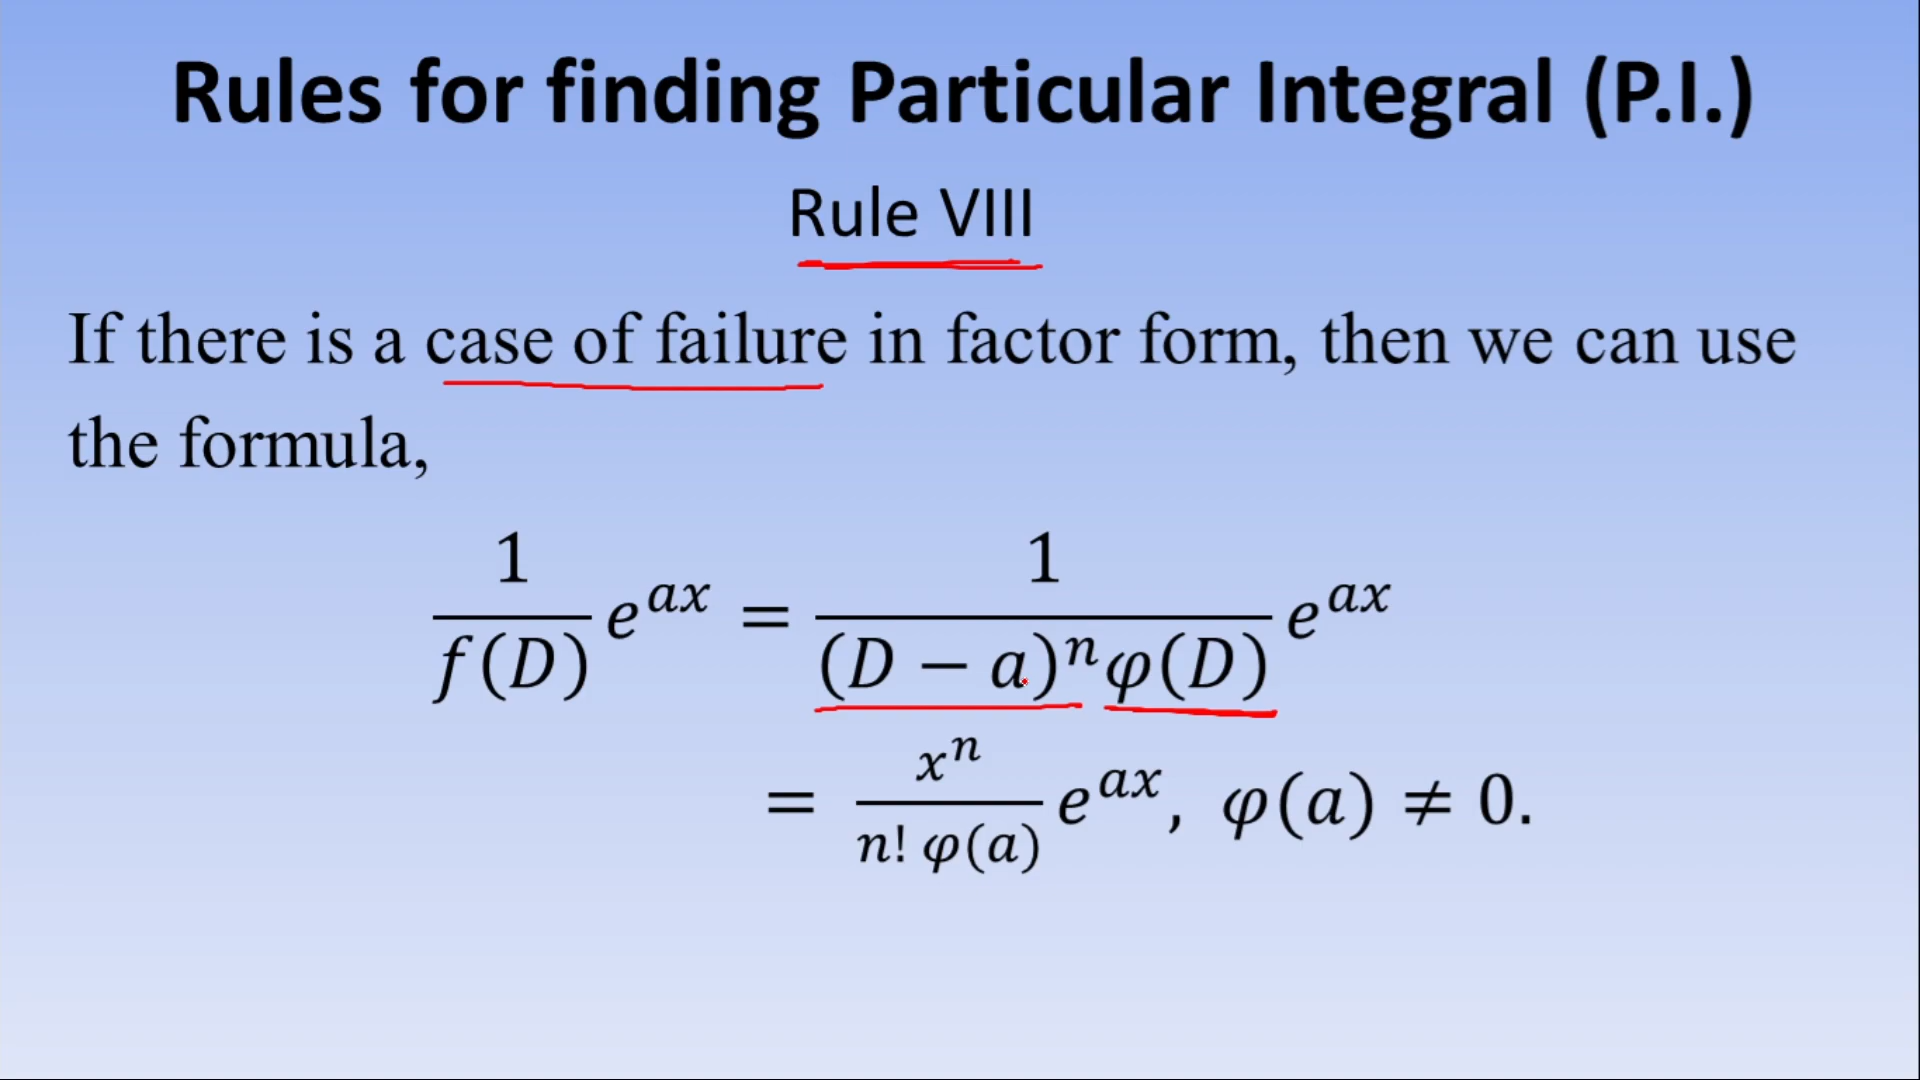 Rules for finding Particular Integral (P.I.)
Rule VIII
If there is a case of failure in factor form, then we can use
the formula,
1/f(D) e^{ax} = 1/((D − a)^n φ(D)) e^{ax}
= x^n/(n! φ(a)) e^{ax}, φ(a) ≠ 0.